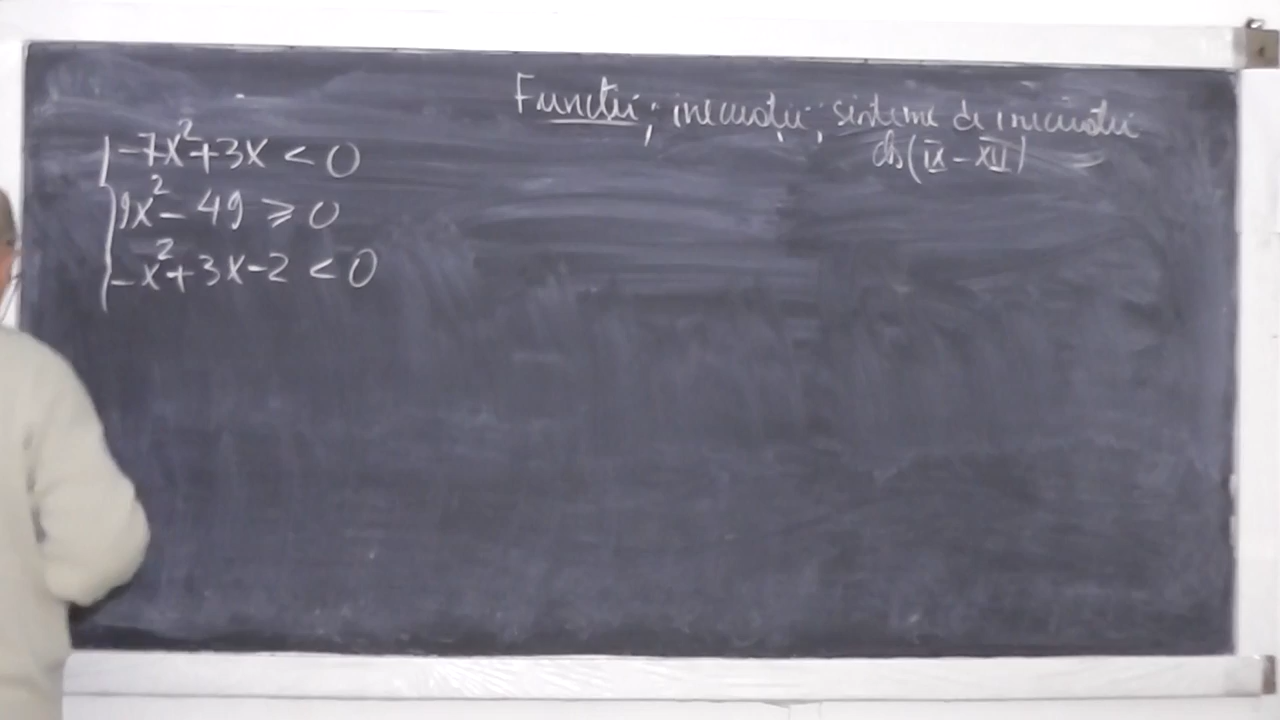 Funcții; inecuații; sisteme de inecuații
cls (IX - XII)
-7x²+3x < 0
9x² - 49 ⩾ 0
-x²+3x-2 < 0